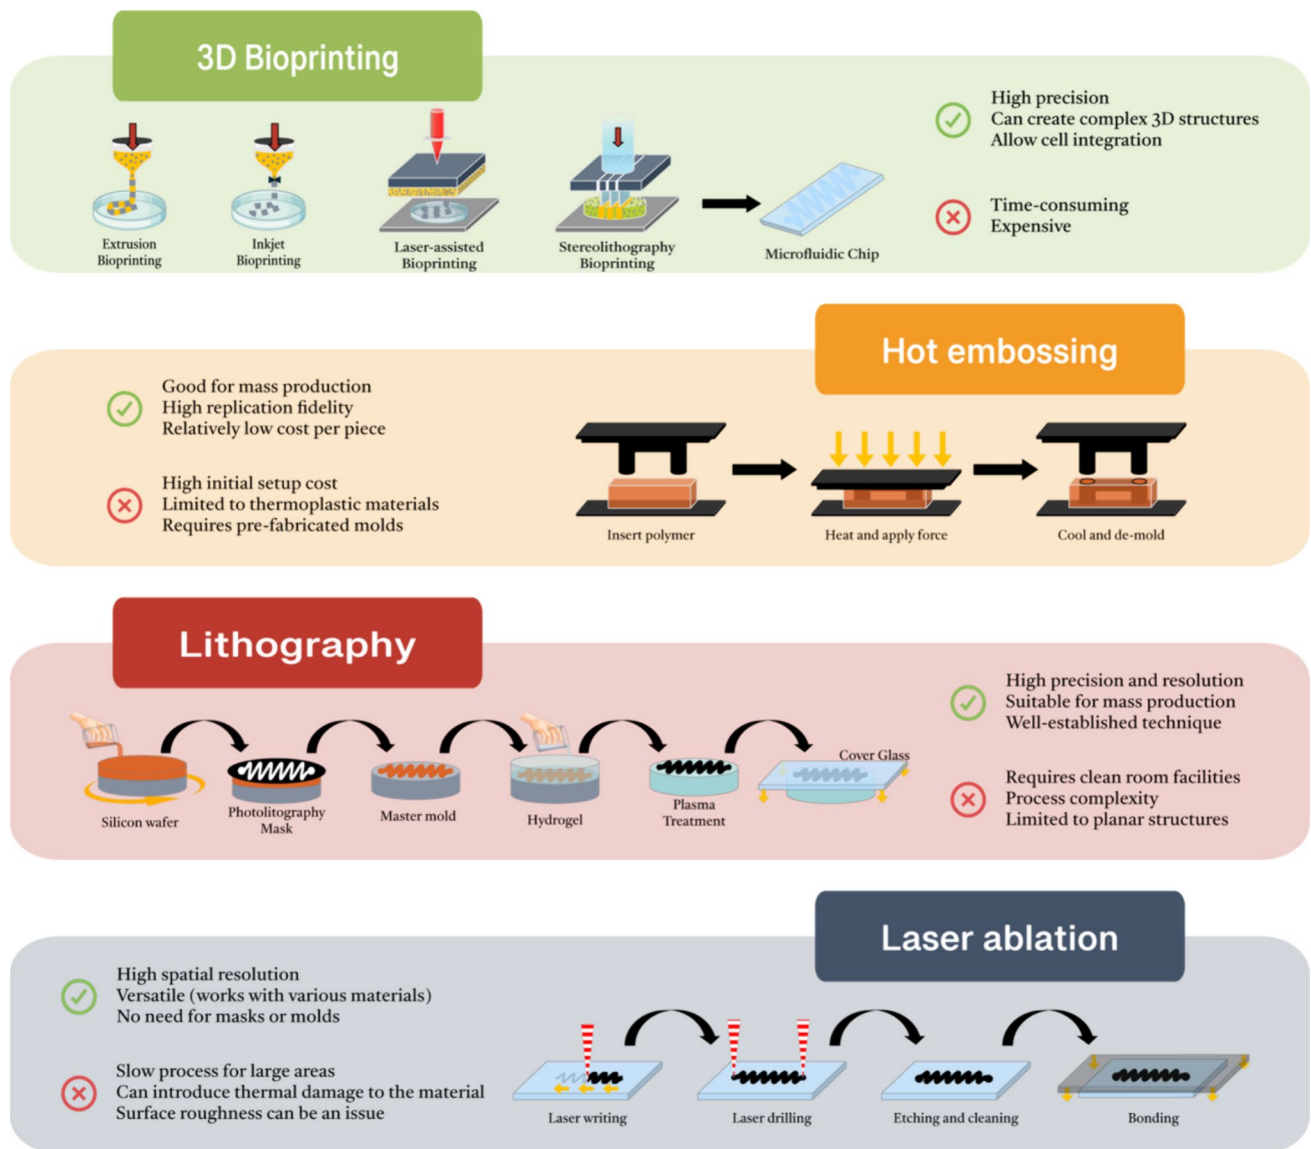 3D Bioprinting
Extrusion
Bioprinting
Inkjet
Bioprinting
Laser-assisted
Bioprinting
Stereolithography
Bioprinting
Microfluidic Chip
High precision
Can create complex 3D structures
Allow cell integration
Time-consuming
Expensive
Hot embossing
Good for mass production
High replication fidelity
Relatively low cost per piece
High initial setup cost
Limited to thermoplastic materials
Requires pre-fabricated molds
Insert polymer
Heat and apply force
Cool and de-mold
Lithography
Silicon wafer
Photolitography
Mask
Master mold
Hydrogel
Plasma
Treatment
Cover Glass
High precision and resolution
Suitable for mass production
Well-established technique
Requires clean room facilities
Process complexity
Limited to planar structures
Laser ablation
High spatial resolution
Versatile (works with various materials)
No need for masks or molds
Slow process for large areas
Can introduce thermal damage to the material
Surface roughness can be an issue
Laser writing
Laser drilling
Etching and cleaning
Bonding